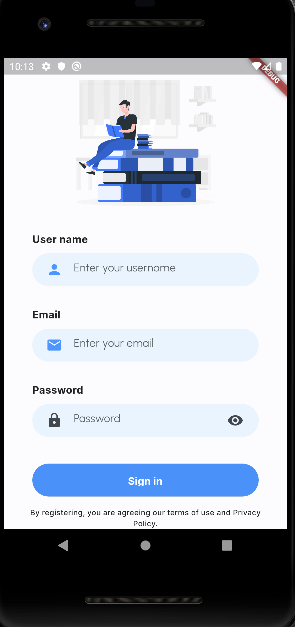 10:13
DEBUG
User name
Enter your username
Email
Enter your email
Password
Password
Sign in
By registering, you are agreeing our terms of use and Privacy
Policy.